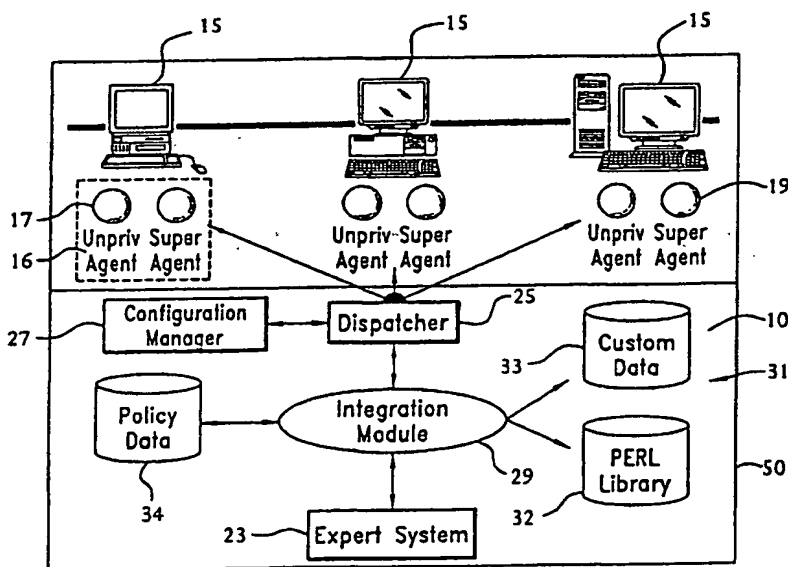 15
15
15
17
19
Unpriv Super
Agent Agent
Unpriv Super
Agent Agent
Unpriv Super
Agent Agent
16
27
Configuration
Manager
Dispatcher
25
Custom
Data
10
33
31
Policy
Data
34
Integration
Module
29
PERL
Library
32
50
23
Expert System